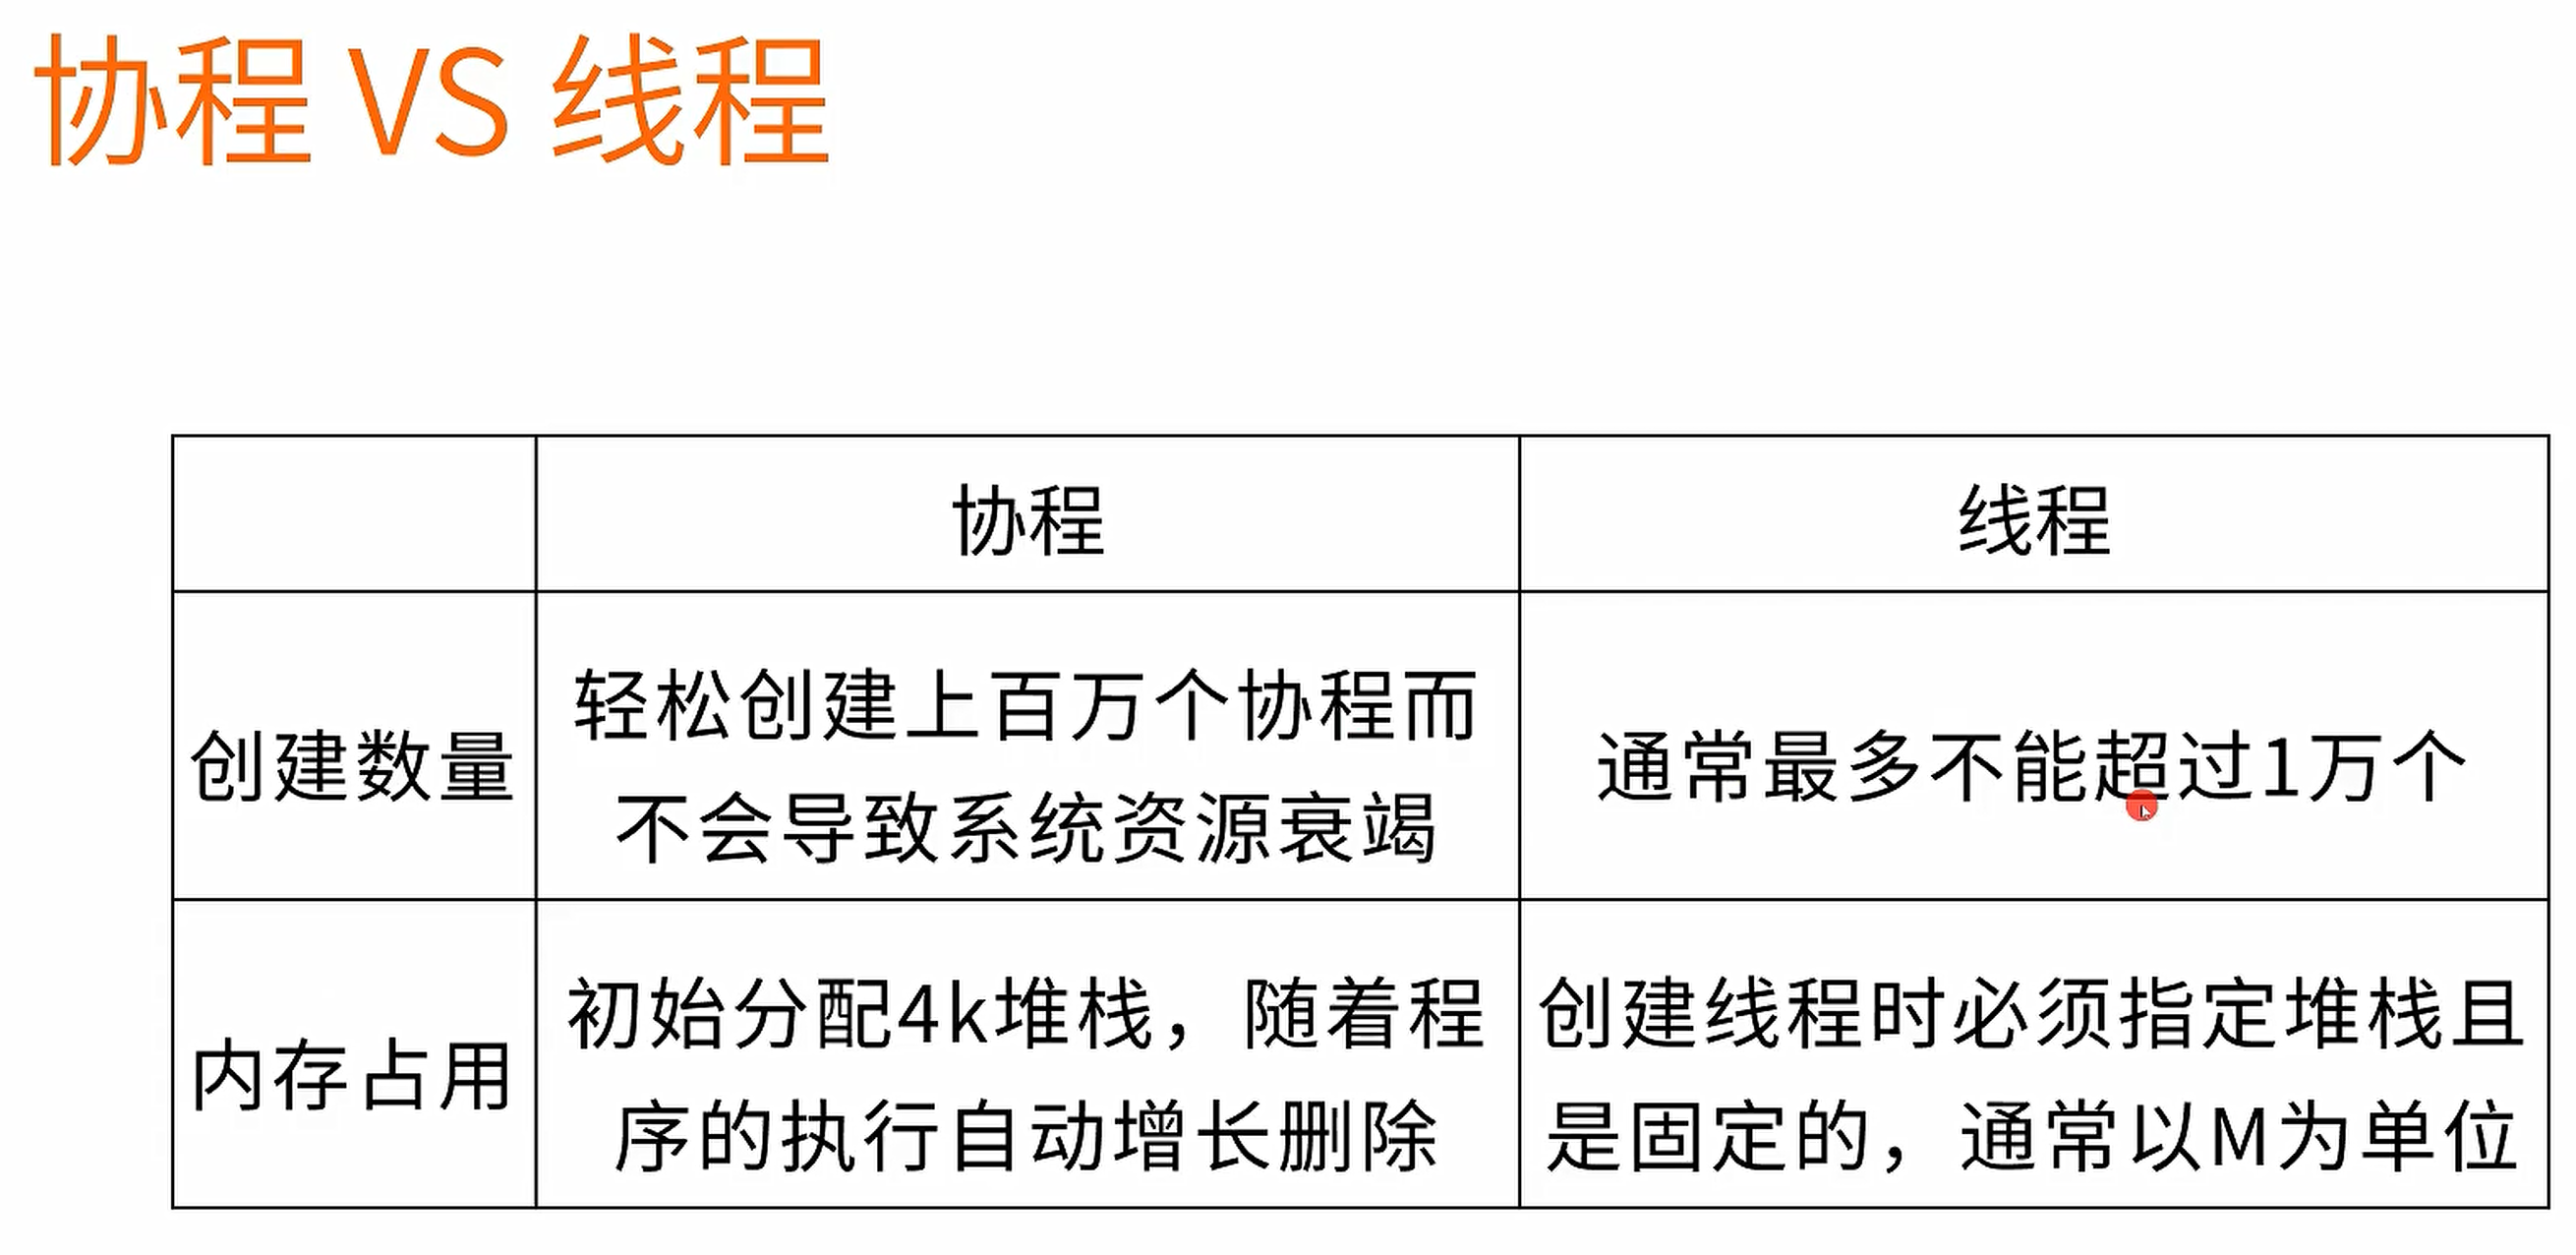 协程 VS 线程
协程
线程
创建数量
轻松创建上百万个协程而
不会导致系统资源衰竭
通常最多不能超过1万个
内存占用
初始分配4k堆栈，随着程
序的执行自动增长删除
创建线程时必须指定堆栈且
是固定的，通常以M为单位